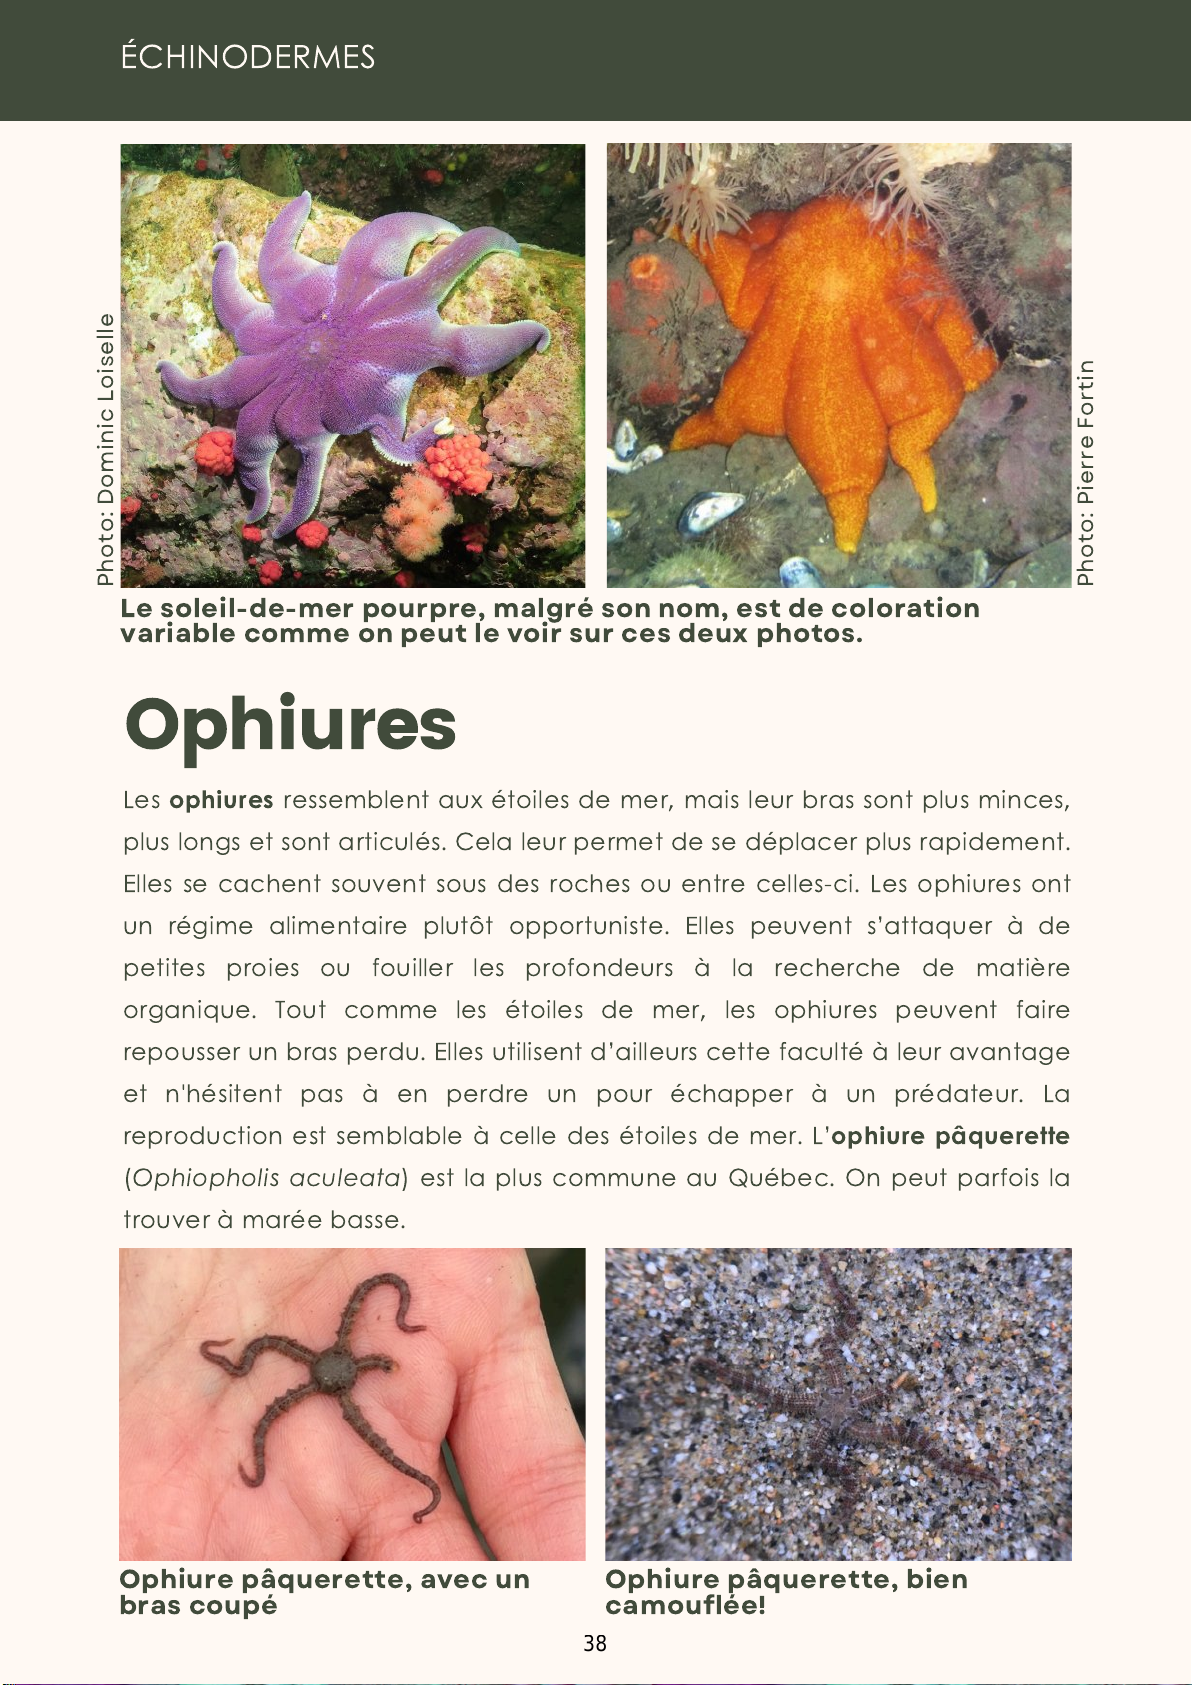 ÉCHINODERMES
Photo: Dominic Loiselle
Photo: Pierre Fortin
Le soleil-de-mer pourpre, malgré son nom, est de coloration
variable comme on peut le voir sur ces deux photos.
Ophiures
Les ophiures ressemblent aux étoiles de mer, mais leur bras sont plus minces,
plus longs et sont articulés. Cela leur permet de se déplacer plus rapidement.
Elles se cachent souvent sous des roches ou entre celles-ci. Les ophiures ont
un régime alimentaire plutôt opportuniste. Elles peuvent s’attaquer à de
petites proies ou fouiller les profondeurs à la recherche de matière
organique. Tout comme les étoiles de mer, les ophiures peuvent faire
repousser un bras perdu. Elles utilisent d’ailleurs cette faculté à leur avantage
et n'hésitent pas à en perdre un pour échapper à un prédateur. La
reproduction est semblable à celle des étoiles de mer. L’ophiure pâquerette
(Ophiopholis aculeata) est la plus commune au Québec. On peut parfois la
trouver à marée basse.
Ophiure pâquerette, avec un
bras coupé
Ophiure pâquerette, bien
camouflée!
38